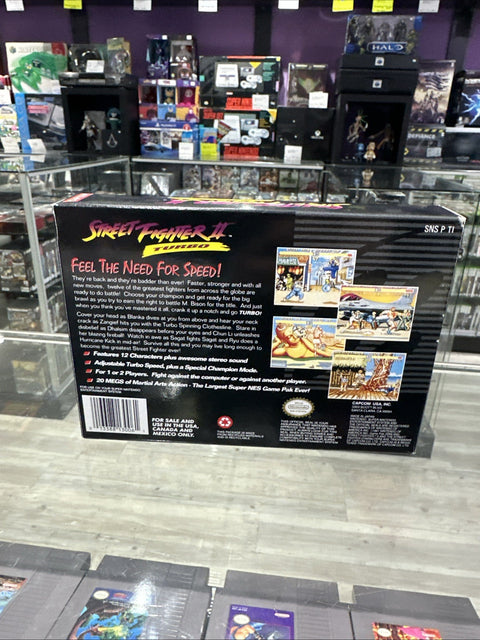 HALO
SUPER NINTENDO
DEFIANCE
SNS P TI
STREET FIGHTER II
TURBO
FEEL THE NEED FOR SPEED!
They're back and they're badder than ever! Faster, stronger and with all
new moves, twelve of the greatest fighters from across the globe are
ready to do battle! Choose your champion and get ready for the big
brawl as you try to earn the right to battle M. Bison for the title. And just
when you think you've mastered it all, crank it up a notch and go TURBO!
Cover your head as Blanka dives at you from above and hear your neck
crack as Zangief hits you with the Turbo Spinning Clothesline. Stare in
disbelief as Dhalsim disappears before your eyes and Chun Li unleashes
her blazing fireball! Watch in awe as Sagat fights Sagat and Ryu does a
Hurricane Kick in mid-air! Survive all this and you may live long enough to
become the greatest Street Fighter ever!
Features 12 Characters plus awesome stereo sound
Adjustable Turbo Speed, plus a Special Champion Mode.
For 1 or 2 Players. Fight against the computer or against another player.
20 MEGS of Martial Arts Action - The Largest Super NES Game Pak Ever!
FOR SALE AND
USE IN THE USA,
CANADA AND
MEXICO ONLY.
CAPCOM USA, INC.
SANTA CLARA, CA